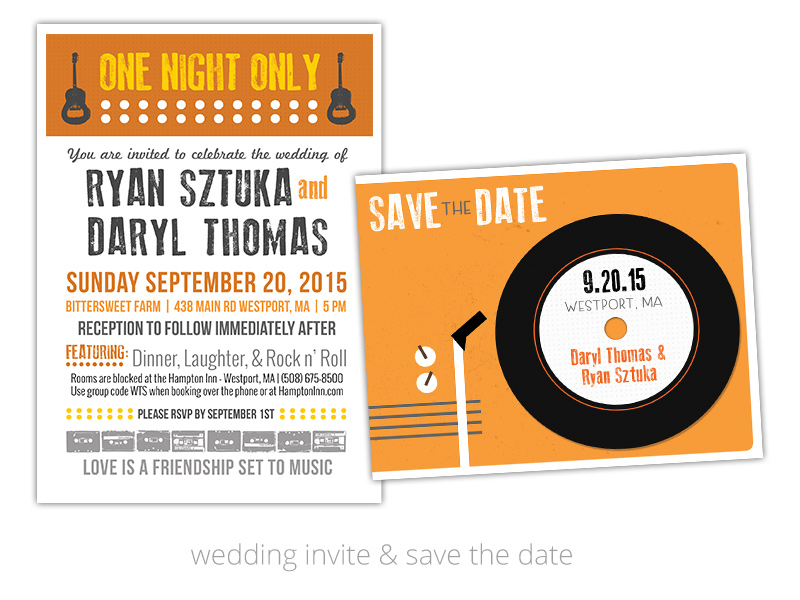 ONE NIGHT ONLY
You are invited to celebrate the wedding of
RYAN SZTUKA and
DARYL THOMAS
SUNDAY SEPTEMBER 20, 2015
BITTERSWEET FARM | 438 MAIN RD WESTPORT, MA | 5 PM
RECEPTION TO FOLLOW IMMEDIATELY AFTER
FEATURING: Dinner, Laughter, & Rock n' Roll
Rooms are blocked at the Hampton Inn - Westport, MA | (508) 675-8500
Use group code WTS when booking over the phone or at HamptonInn.com
PLEASE RSVP BY SEPTEMBER 1ST
LOVE IS A FRIENDSHIP SET TO MUSIC
SAVE THE DATE
9.20.15
WESTPORT, MA
Daryl Thomas &
Ryan Sztuka
wedding invite & save the date